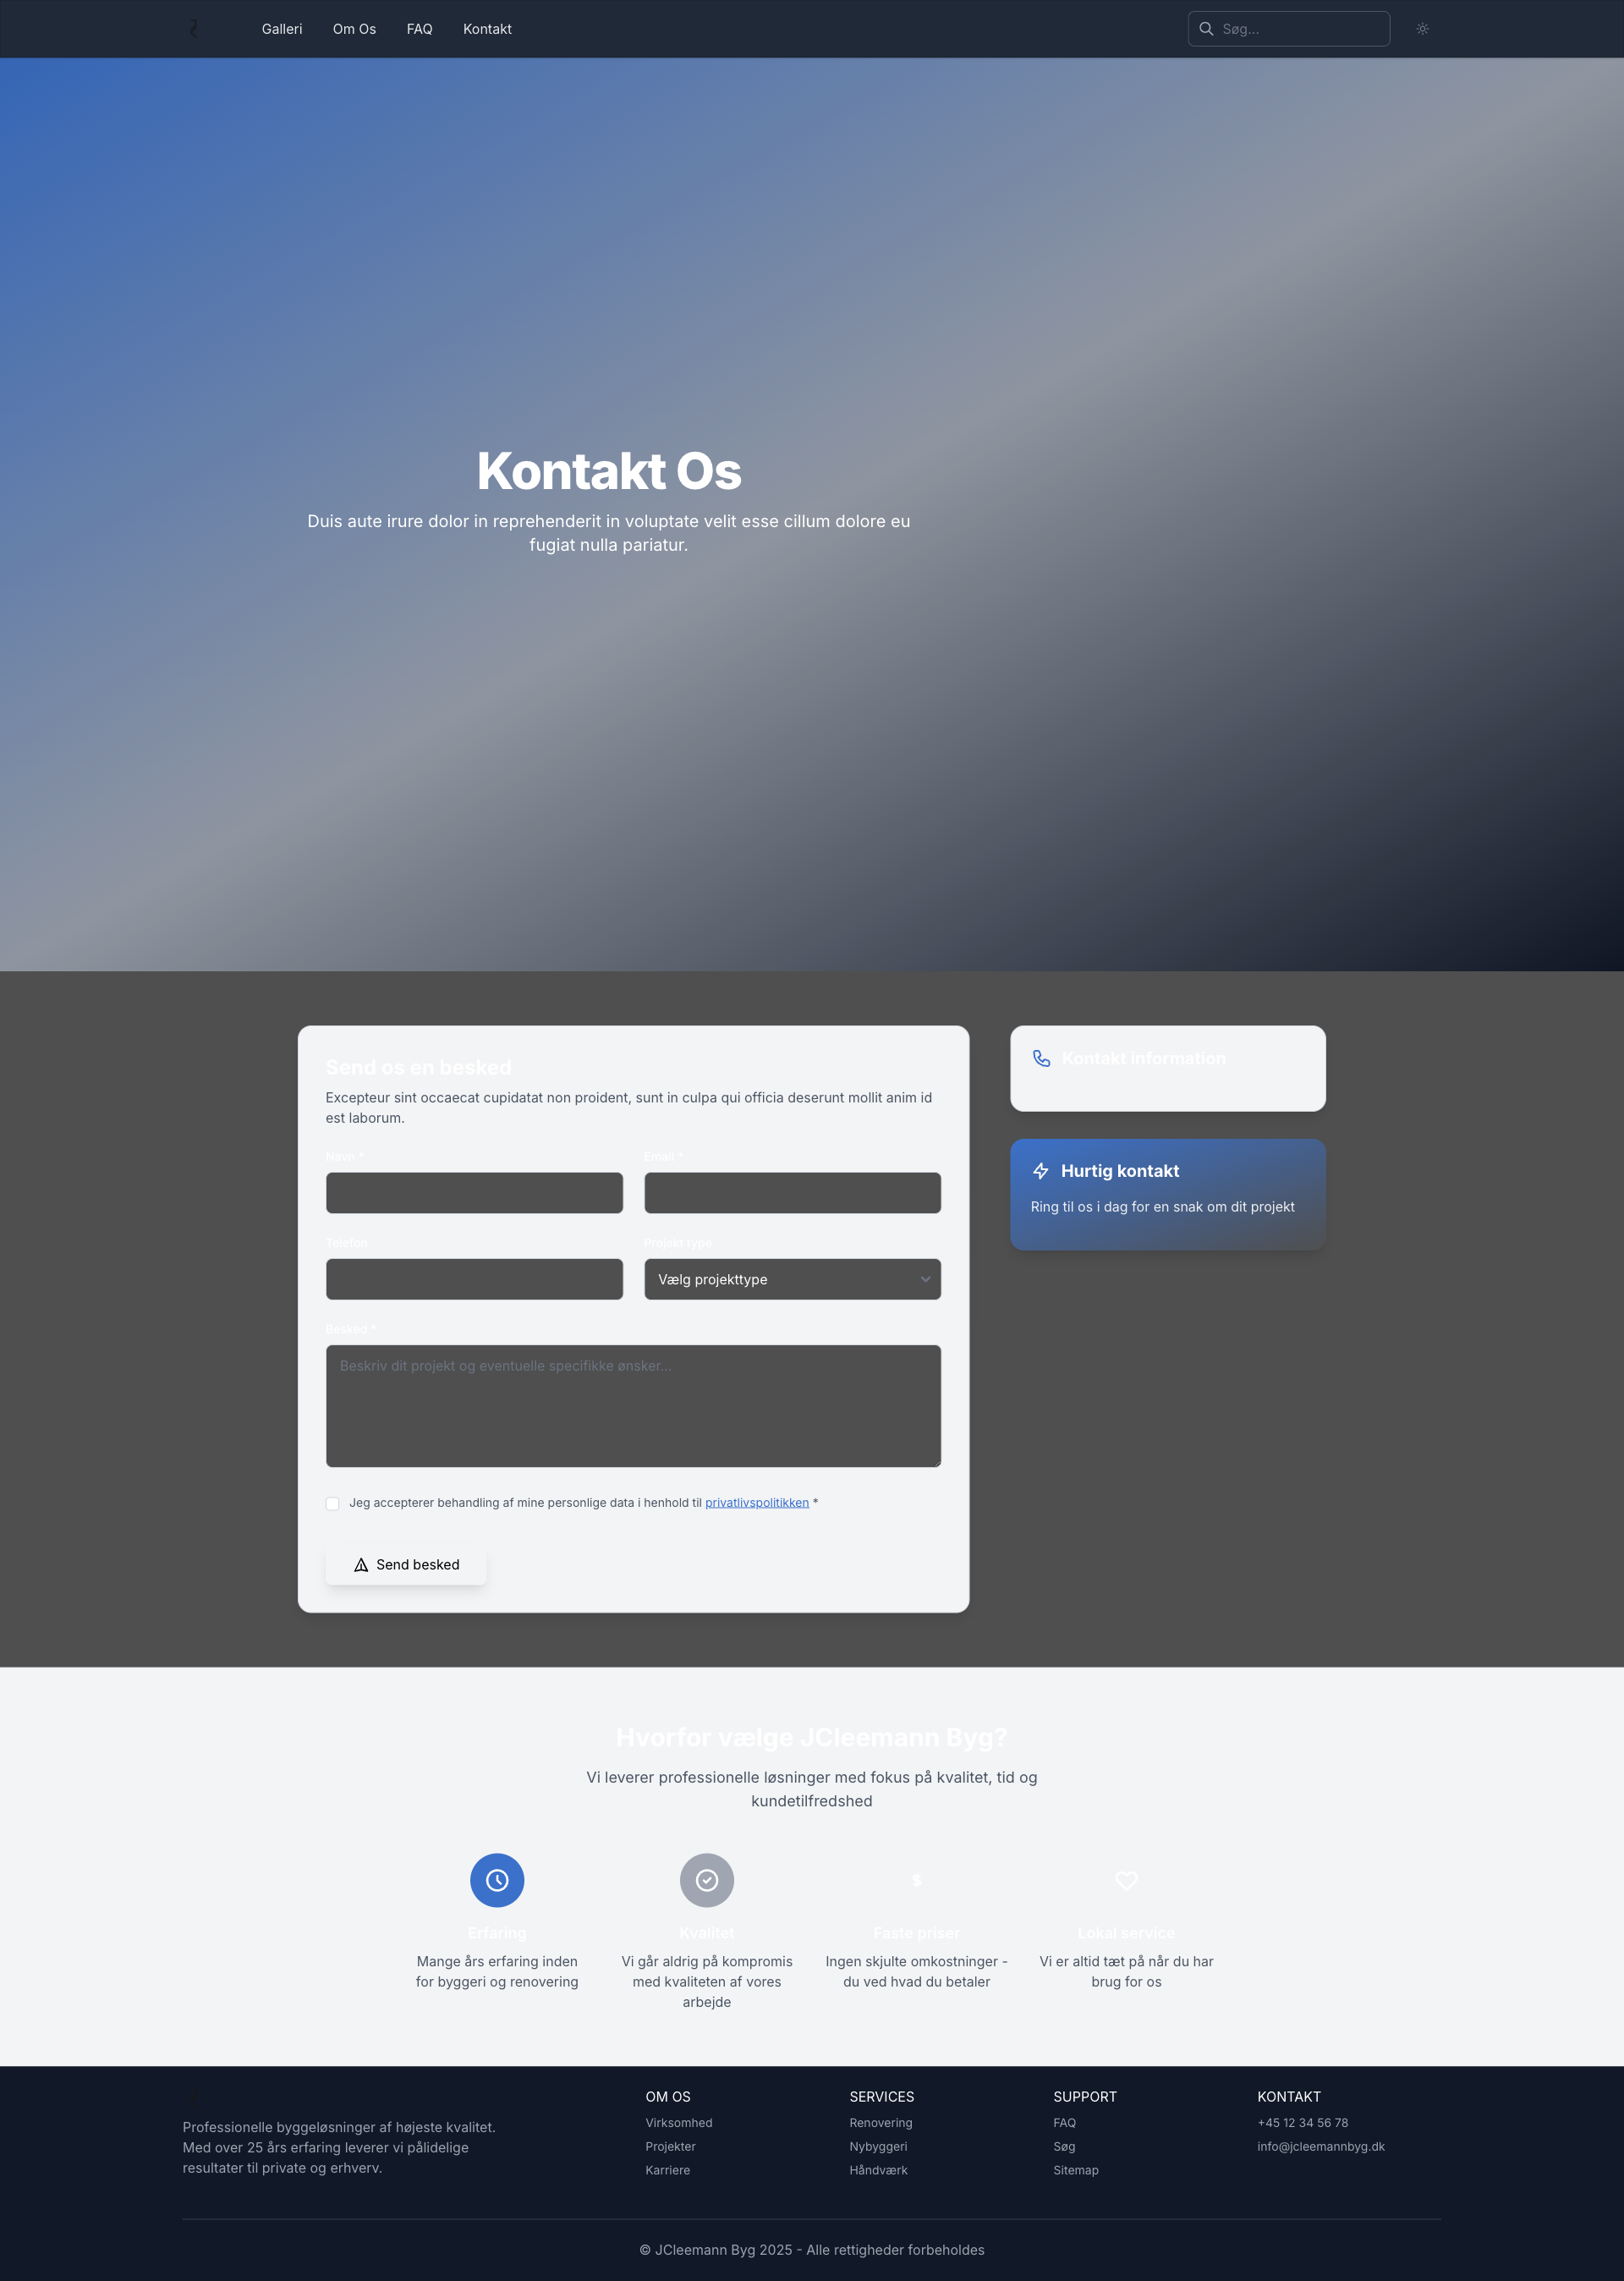 Galleri
Om Os
FAQ
Kontakt
Søg...
Kontakt Os
Duis aute irure dolor in reprehenderit in voluptate velit esse cillum dolore eu
fugiat nulla pariatur.
Send os en besked
Excepteur sint occaecat cupidatat non proident, sunt in culpa qui officia deserunt mollit anim id
est laborum.
Navn *
Email *
Telefon
Projekt type
Vælg projekttype
Besked *
Beskriv dit projekt og eventuelle specifikke ønsker...
Jeg accepterer behandling af mine personlige data i henhold til privatlivspolitikken *
Send besked
Kontakt information
Hurtig kontakt
Ring til os i dag for en snak om dit projekt
Hvorfor vælge JCleemann Byg?
Vi leverer professionelle løsninger med fokus på kvalitet, tid og
kundetilfredshed
Erfaring
Mange års erfaring inden
for byggeri og renovering
Kvalitet
Vi går aldrig på kompromis
med kvaliteten af vores
arbejde
$
Faste priser
Ingen skjulte omkostninger -
du ved hvad du betaler
Lokal service
Vi er altid tæt på når du har
brug for os
Professionelle byggeløsninger af højeste kvalitet.
Med over 25 års erfaring leverer vi pålidelige
resultater til private og erhverv.
OM OS
Virksomhed
Projekter
Karriere
SERVICES
Renovering
Nybyggeri
Håndværk
SUPPORT
FAQ
Søg
Sitemap
KONTAKT
+45 12 34 56 78
info@jcleemannbyg.dk
© JCleemann Byg 2025 - Alle rettigheder forbeholdes